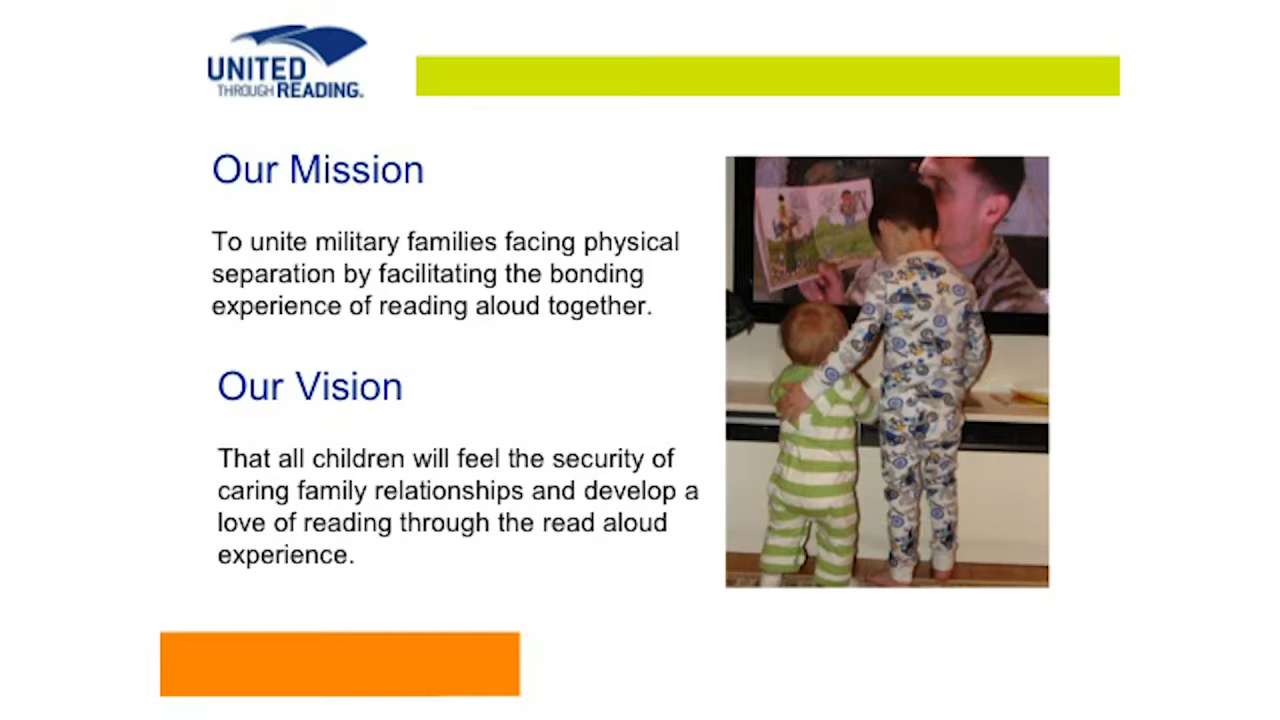 UNITED
THROUGH READING.
Our Mission
To unite military families facing physical
separation by facilitating the bonding
experience of reading aloud together.
Our Vision
That all children will feel the security of
caring family relationships and develop a
love of reading through the read aloud
experience.